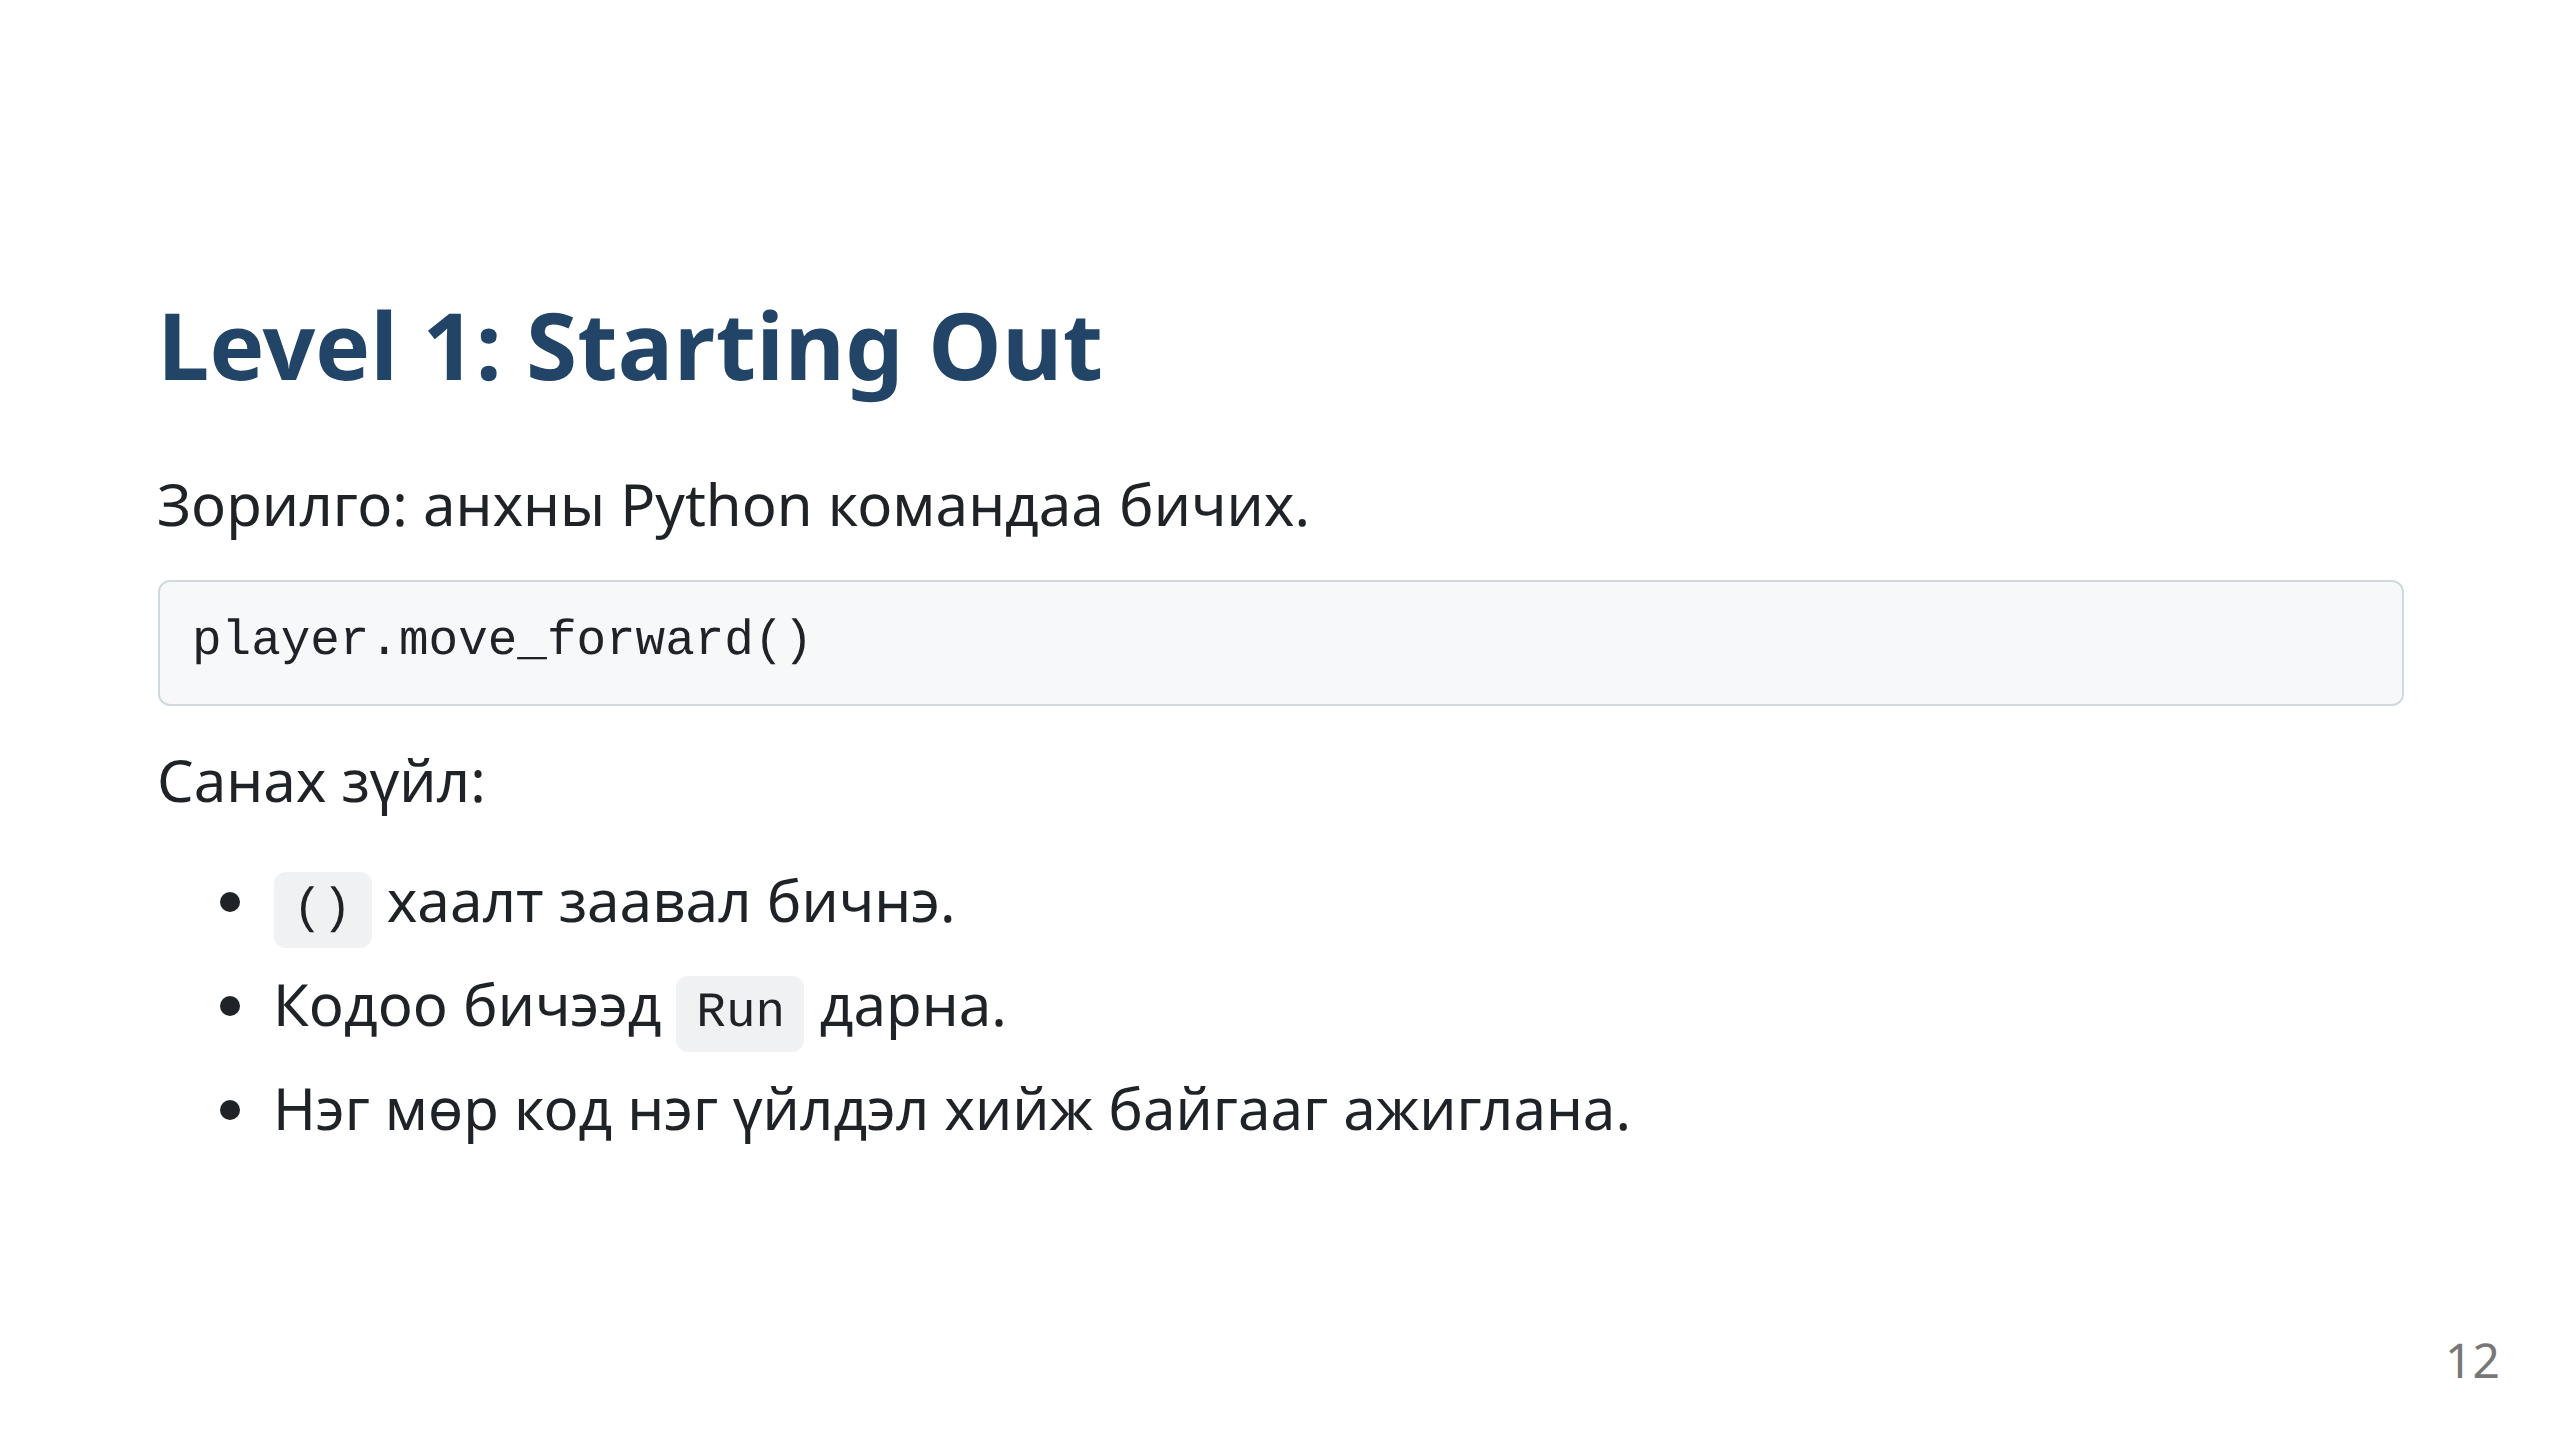 Level 1: Starting Out
Зорилго: анхны Python командаа бичих.
player.move_forward()
Санах зүйл:
() хаалт заавал бичнэ.
Кодоо бичээд Run дарна.
Нэг мөр код нэг үйлдэл хийж байгааг ажиглана.
12